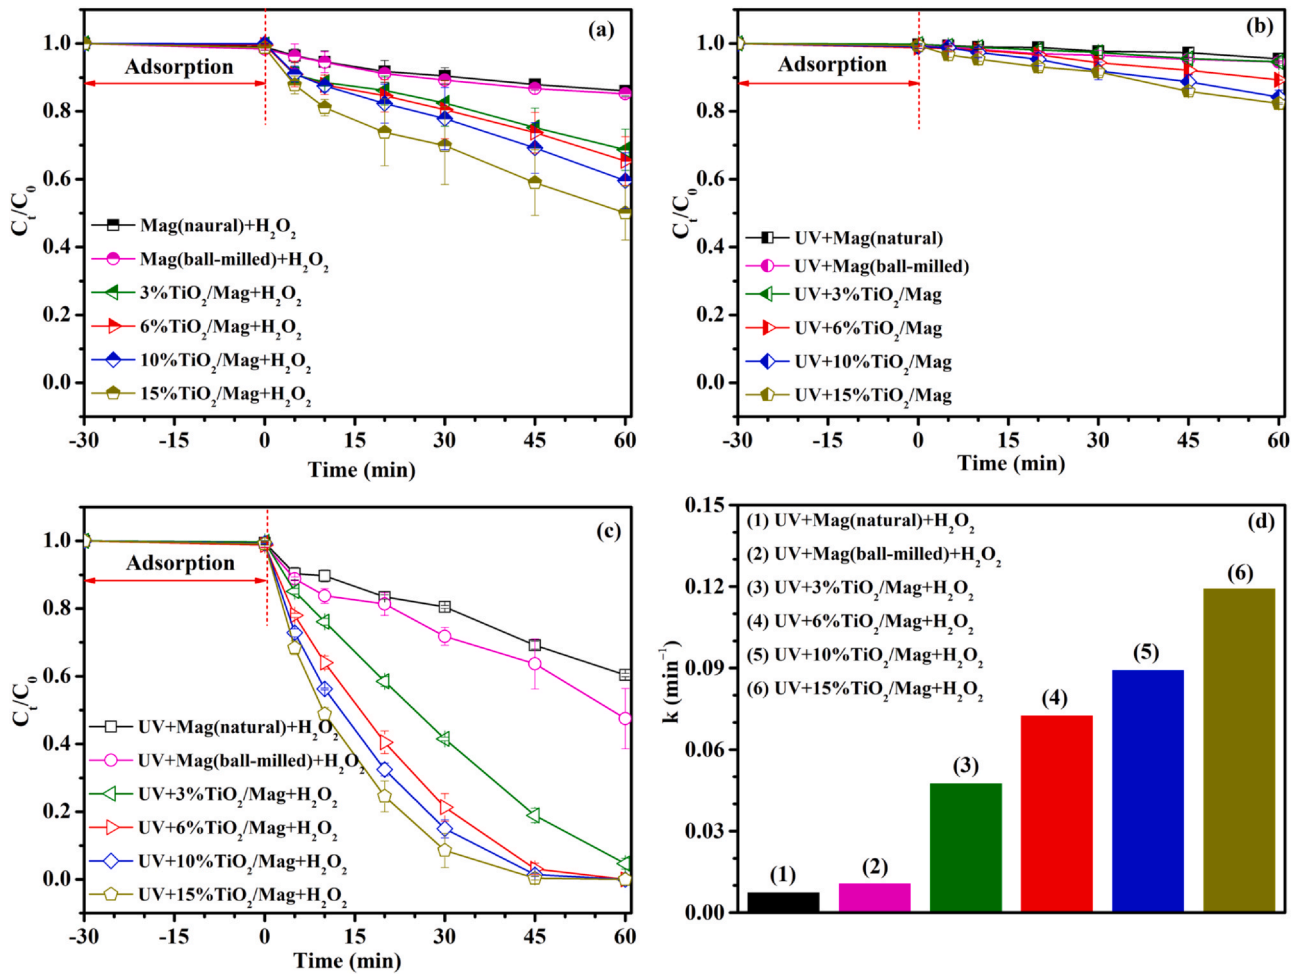 (a)
1.0
0.8
0.6
0.4
0.2
0.0
C_t/C_0
Adsorption
Mag(naural)+H₂O₂
Mag(ball-milled)+H₂O₂
3%TiO₂/Mag+H₂O₂
6%TiO₂/Mag+H₂O₂
10%TiO₂/Mag+H₂O₂
15%TiO₂/Mag+H₂O₂
-30 -15 0 15 30 45 60
Time (min)
(b)
1.0
0.8
0.6
0.4
0.2
0.0
C_t/C_0
Adsorption
UV+Mag(natural)
UV+Mag(ball-milled)
UV+3%TiO₂/Mag
UV+6%TiO₂/Mag
UV+10%TiO₂/Mag
UV+15%TiO₂/Mag
-30 -15 0 15 30 45 60
Time (min)
(c)
1.0
0.8
0.6
0.4
0.2
0.0
C_t/C_0
Adsorption
UV+Mag(natural)+H₂O₂
UV+Mag(ball-milled)+H₂O₂
UV+3%TiO₂/Mag+H₂O₂
UV+6%TiO₂/Mag+H₂O₂
UV+10%TiO₂/Mag+H₂O₂
UV+15%TiO₂/Mag+H₂O₂
-30 -15 0 15 30 45 60
Time (min)
(d)
0.15
0.12
0.09
0.06
0.03
0.00
k (min⁻¹)
(1) UV+Mag(natural)+H₂O₂
(2) UV+Mag(ball-milled)+H₂O₂
(3) UV+3%TiO₂/Mag+H₂O₂
(4) UV+6%TiO₂/Mag+H₂O₂
(5) UV+10%TiO₂/Mag+H₂O₂
(6) UV+15%TiO₂/Mag+H₂O₂
(1)
(2)
(3)
(4)
(5)
(6)